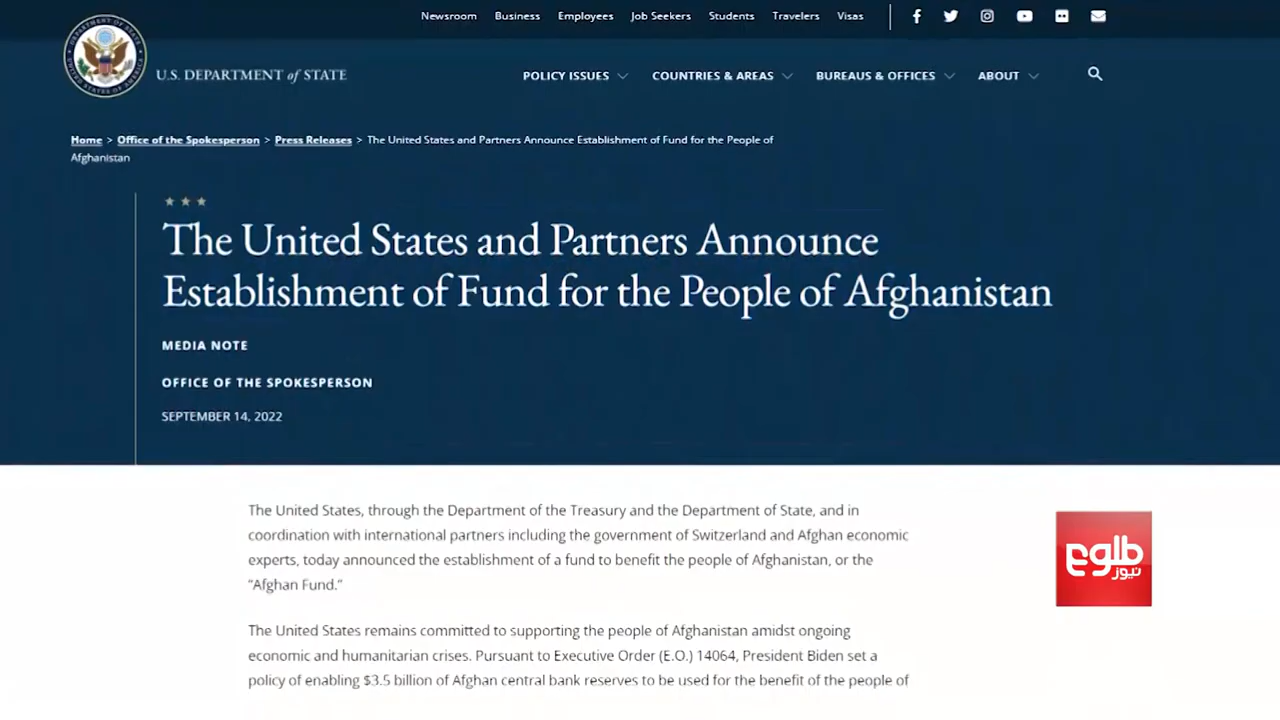 Newsroom Business Employees Job Seekers Students Travelers Visas
U.S. DEPARTMENT of STATE
POLICY ISSUES COUNTRIES & AREAS BUREAUS & OFFICES ABOUT
Home > Office of the Spokesperson > Press Releases > The United States and Partners Announce Establishment of Fund for the People of
Afghanistan
The United States and Partners Announce
Establishment of Fund for the People of Afghanistan
MEDIA NOTE
OFFICE OF THE SPOKESPERSON
SEPTEMBER 14, 2022
The United States, through the Department of the Treasury and the Department of State, and in
coordination with international partners including the government of Switzerland and Afghan economic
experts, today announced the establishment of a fund to benefit the people of Afghanistan, or the
“Afghan Fund.”
طلوع
نیوز
The United States remains committed to supporting the people of Afghanistan amidst ongoing
economic and humanitarian crises. Pursuant to Executive Order (E.O.) 14064, President Biden set a
policy of enabling $3.5 billion of Afghan central bank reserves to be used for the benefit of the people of